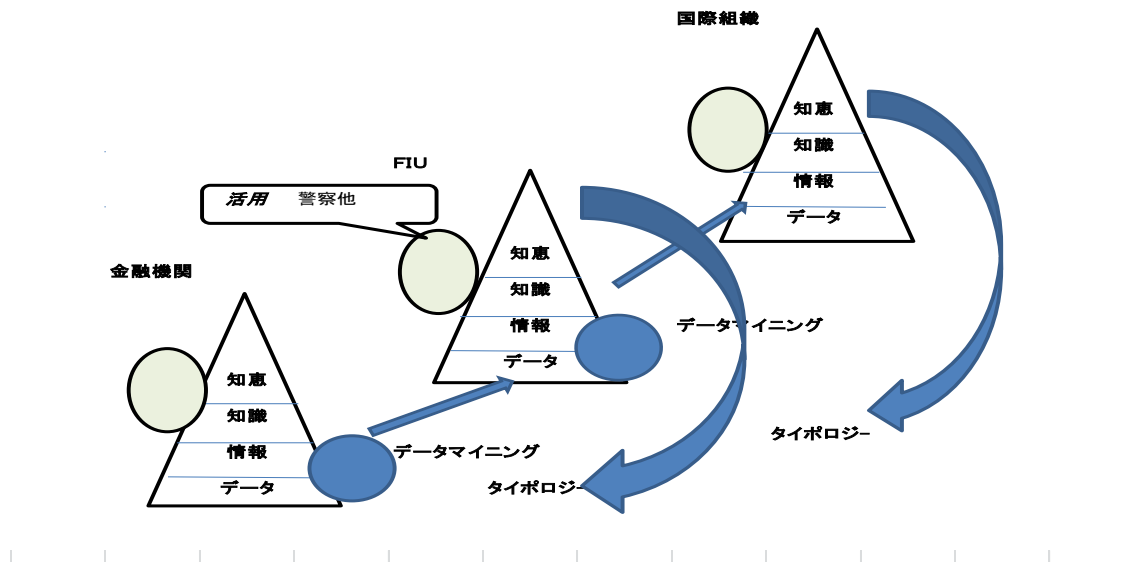 国際組織
知恵
知識
情報
データ
FIU
活用 警察他
知恵
知識
情報
データ
データマイニング
タイポロジー
金融機関
知恵
知識
情報
データ
データマイニング
タイポロジー